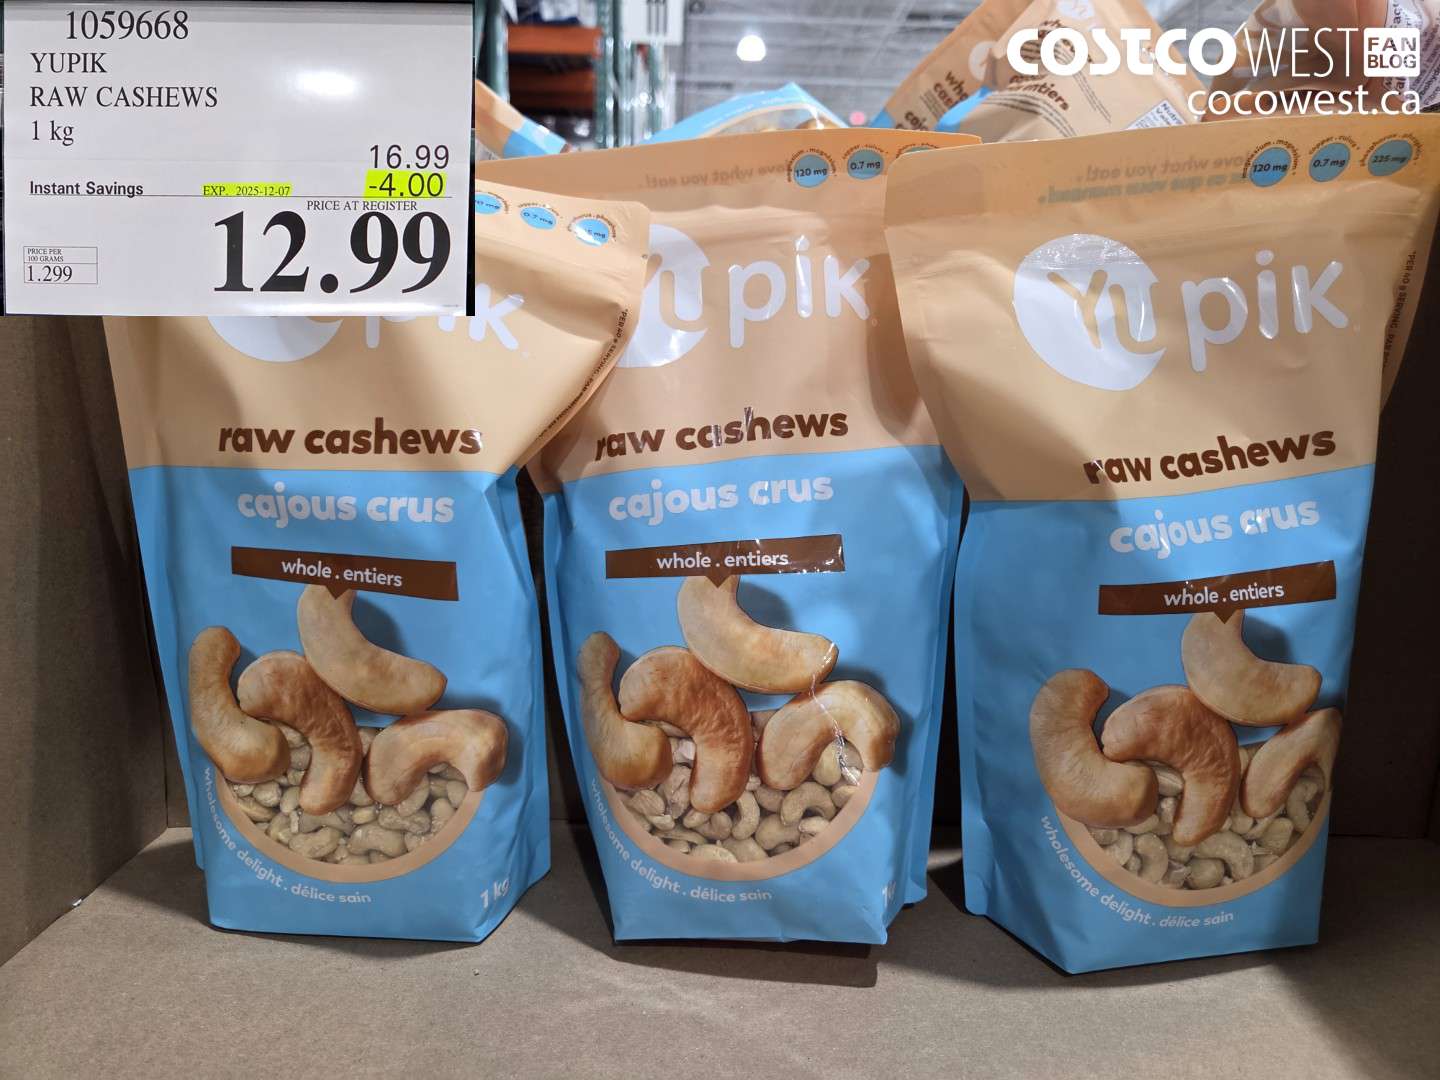 1059668
YUPIK
RAW CASHEWS
1 kg
16.99
Instant Savings EXP. 2025-12-07 -4.00
PRICE AT REGISTER
12.99
PRICE PER
100 GRAMS
1.299
COSTCO WEST FAN BLOG
cocowest.ca
pik
raw cashews
cajous crus
whole . entiers
wholesome delight . délice sain
1 kg
120 mg
0.7 mg
Yupik
raw cashews
cajous crus
whole . entiers
wholesome delight . délice sain
120 mg
0.7 mg
225 mg
Yupik
raw cashews
cajous crus
whole . entiers
wholesome delight . délice sain